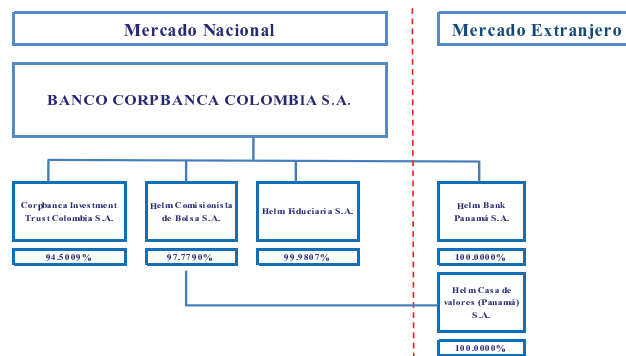 Mercado Nacional
Mercado Extranjero
BANCO CORPBANCA COLOMBIA S.A.
Corpbanca Investment
Trust Colombia S.A.
Helm Comisionista
de Bolsa S.A.
Helm Fiduciaria S.A.
Helm Bank
Panamá S.A.
94.5009%
97.7790%
99.9807%
100.0000%
Helm Casa de
valores (Panamá)
S.A.
100.0000%